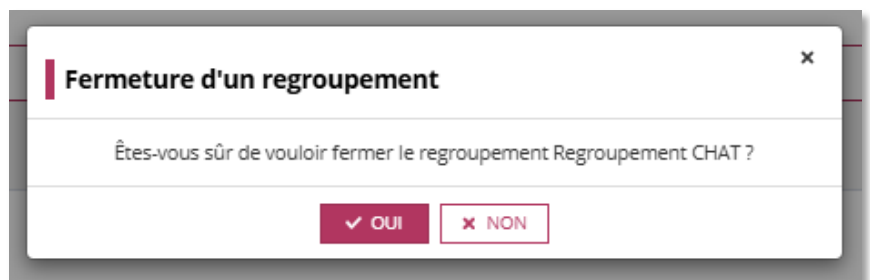 Fermeture d'un regroupement
Êtes-vous sûr de vouloir fermer le regroupement Regroupement CHAT ?
OUI
NON